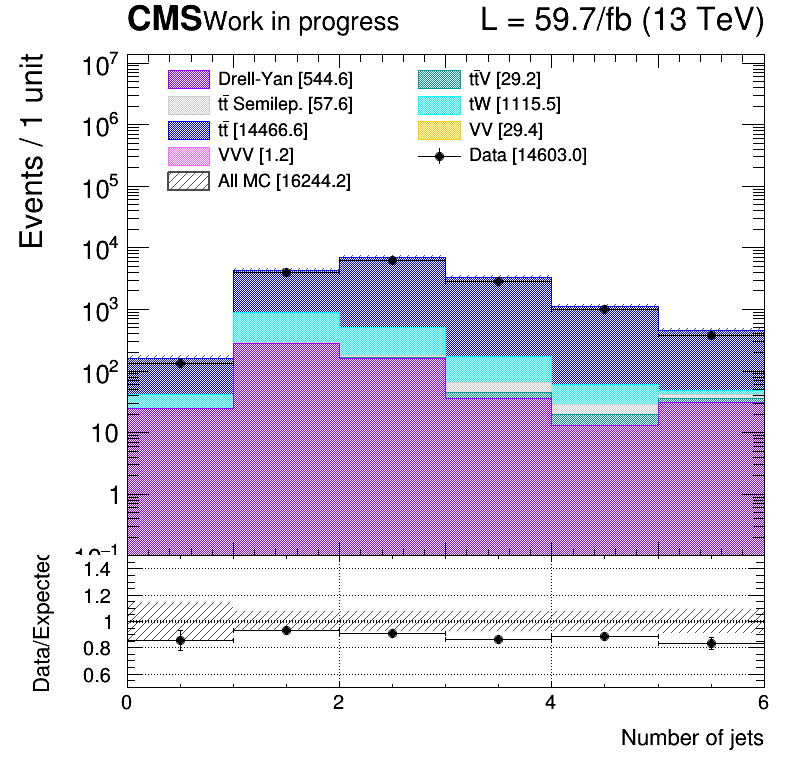 CMS Work in progress L = 59.7/fb (13 TeV)
Events / 1 unit
10⁷
10⁶
10⁵
10⁴
10³
10²
10
1
10⁻¹
Drell-Yan [544.6]
tt̄ Semilep. [57.6]
tt̄ [14466.6]
VVV [1.2]
All MC [16244.2]
tt̄V [29.2]
tW [1115.5]
VV [29.4]
Data [14603.0]
Data/Expected
1.4
1.2
1
0.8
0.6
0 2 4 6
Number of jets